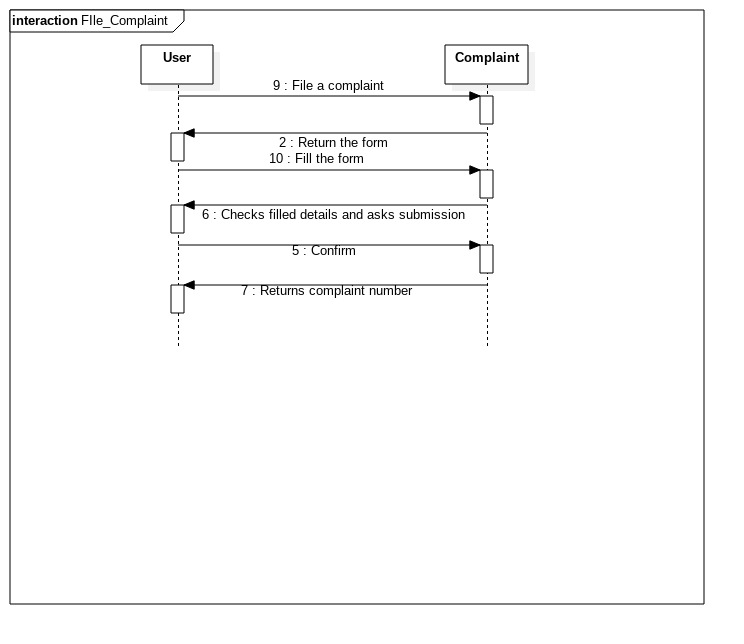 interaction FIle_Complaint
User
Complaint
9 : File a complaint
2 : Return the form
10 : Fill the form
6 : Checks filled details and asks submission
5 : Confirm
7 : Returns complaint number